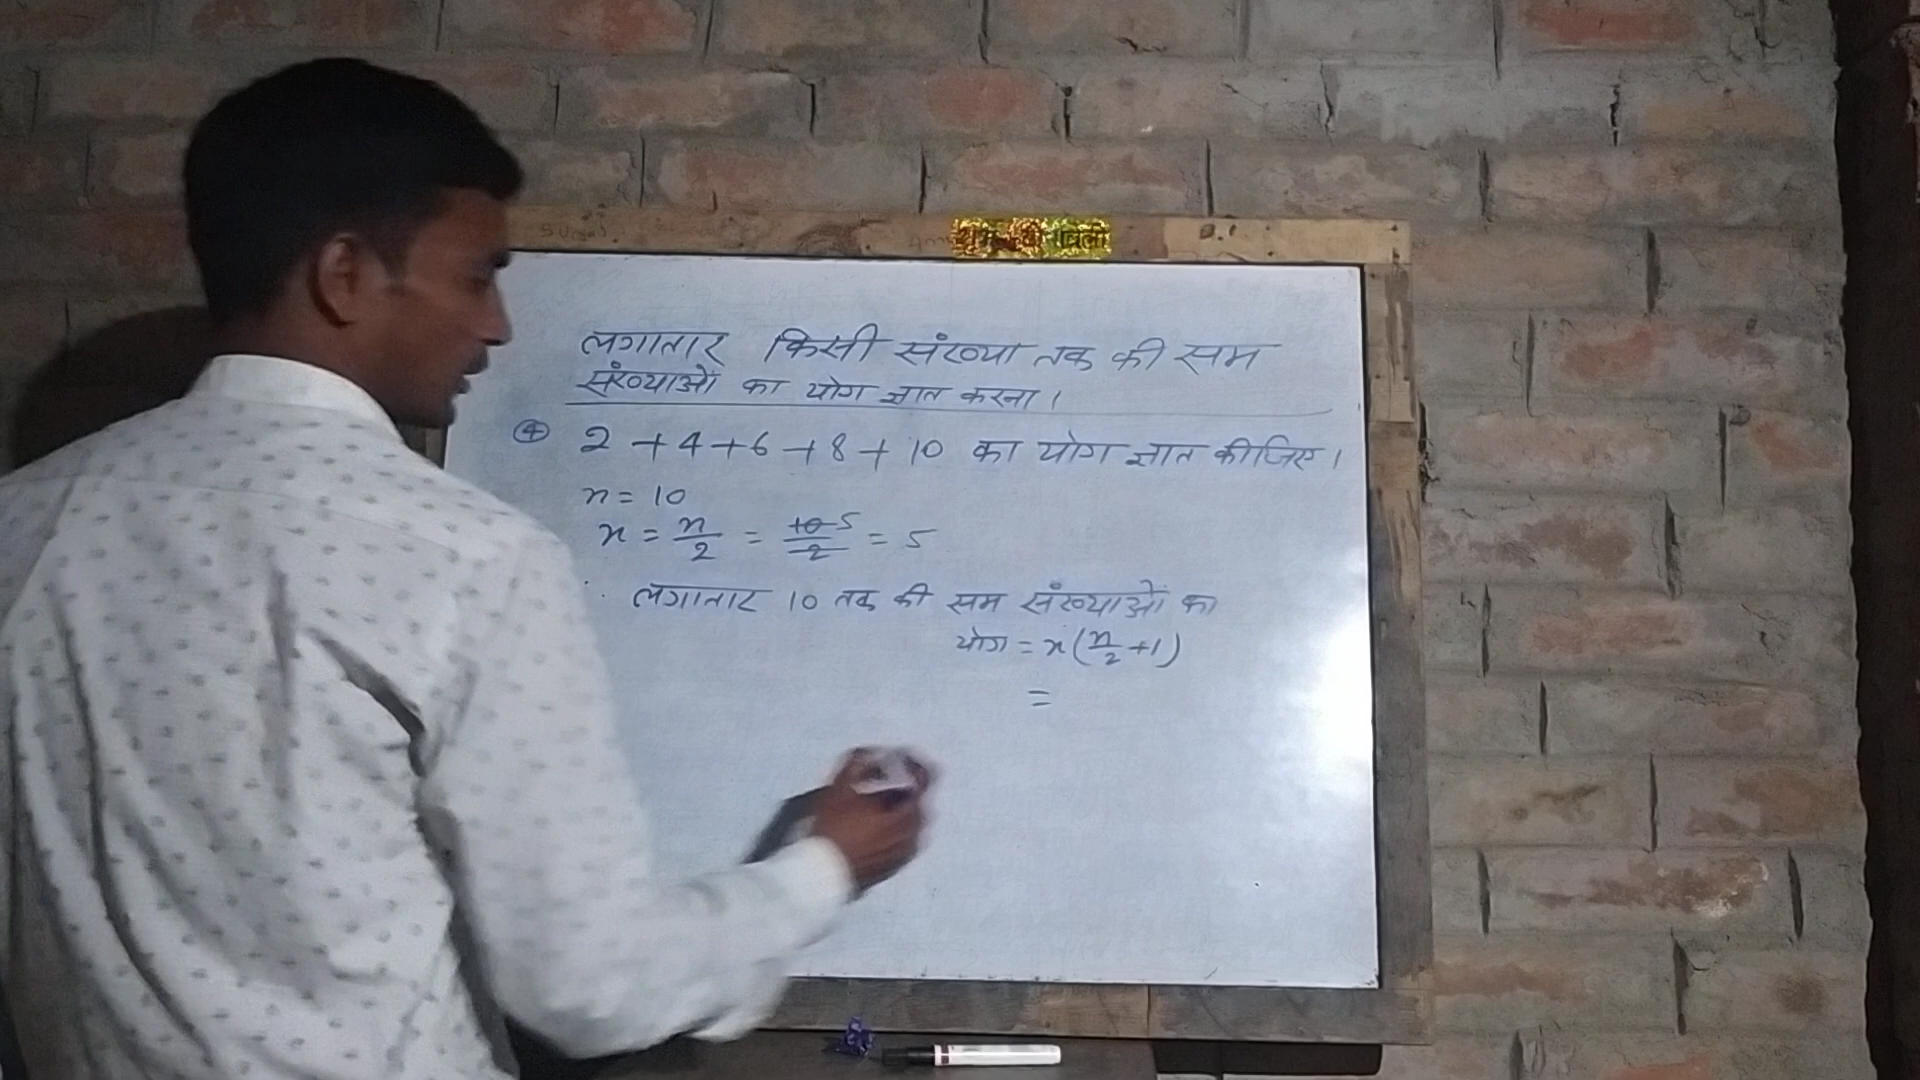 लगातार किसी संख्या तक की सम
संख्याओं का योग ज्ञात करना।
④ 2+4+6+8+10 का योग ज्ञात कीजिए।
n = 10
n = n/2 = 10/2 5 = 5
लगातार 10 तक की सम संख्याओं का
योग = n(n/2+1)
=